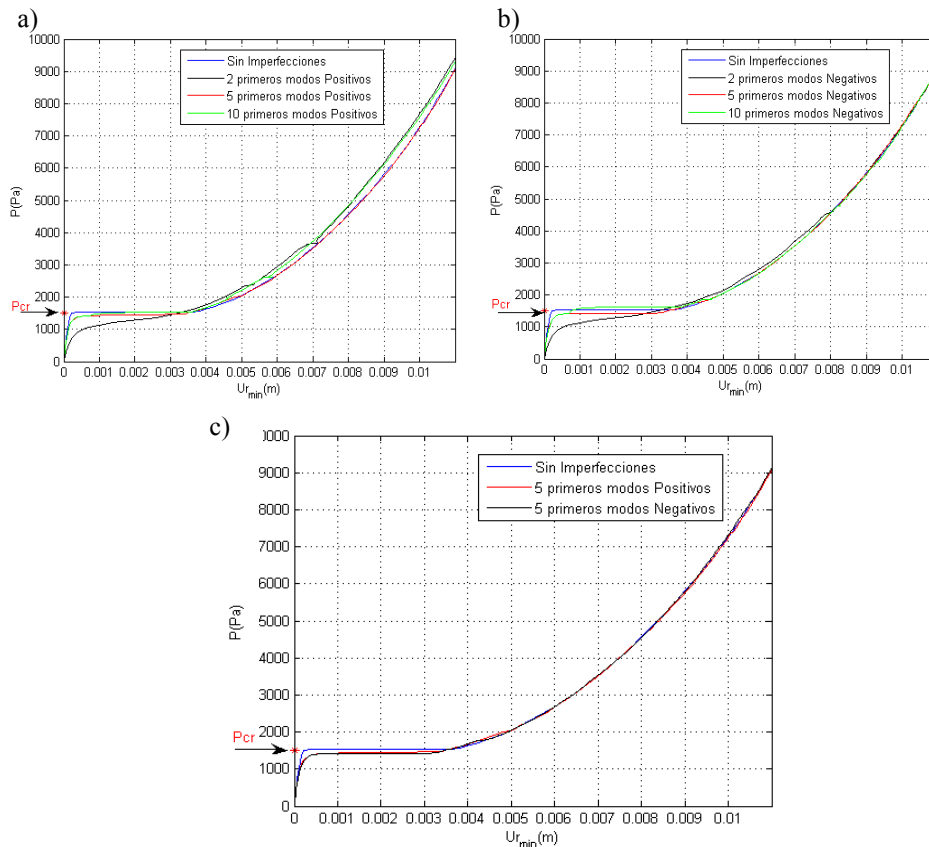 a)
10000
9000
8000
7000
6000
5000
4000
3000
2000
1000
0
P(Pa)
Pcr
Sin Imperfecciones
2 primeros modos Positivos
5 primeros modos Positivos
10 primeros modos Positivos
0 0.001 0.002 0.003 0.004 0.005 0.006 0.007 0.008 0.009 0.01
Ur min (m)
b)
10000
9000
8000
7000
6000
5000
4000
3000
2000
1000
0
P(Pa)
Pcr
Sin Imperfecciones
2 primeros modos Negativos
5 primeros modos Negativos
10 primeros modos Negativos
0 0.001 0.002 0.003 0.004 0.005 0.006 0.007 0.008 0.009 0.01
Ur min (m)
c)
0000
9000
8000
7000
6000
5000
4000
3000
2000
1000
0
P(Pa)
Pcr
Sin Imperfecciones
5 primeros modos Positivos
5 primeros modos Negativos
0 0.001 0.002 0.003 0.004 0.005 0.006 0.007 0.008 0.009 0.01
Ur min (m)